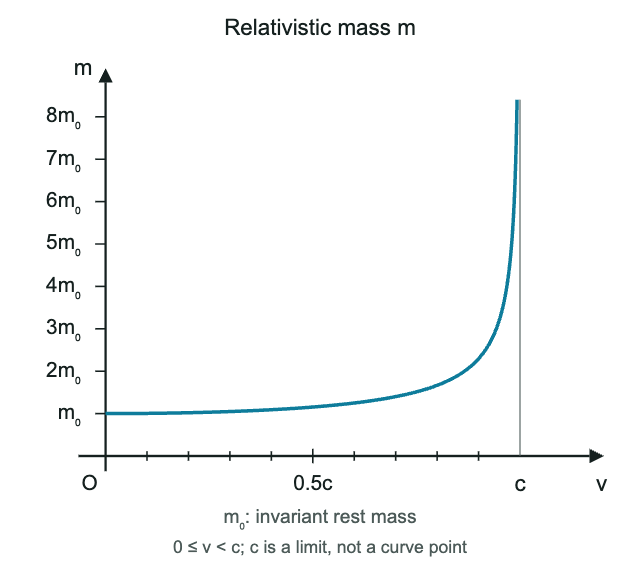 Relativistic mass m
m
8m₀
7m₀
6m₀
5m₀
4m₀
3m₀
2m₀
m₀
O 0.5c c v
m₀: invariant rest mass
0 ≤ v < c; c is a limit, not a curve point